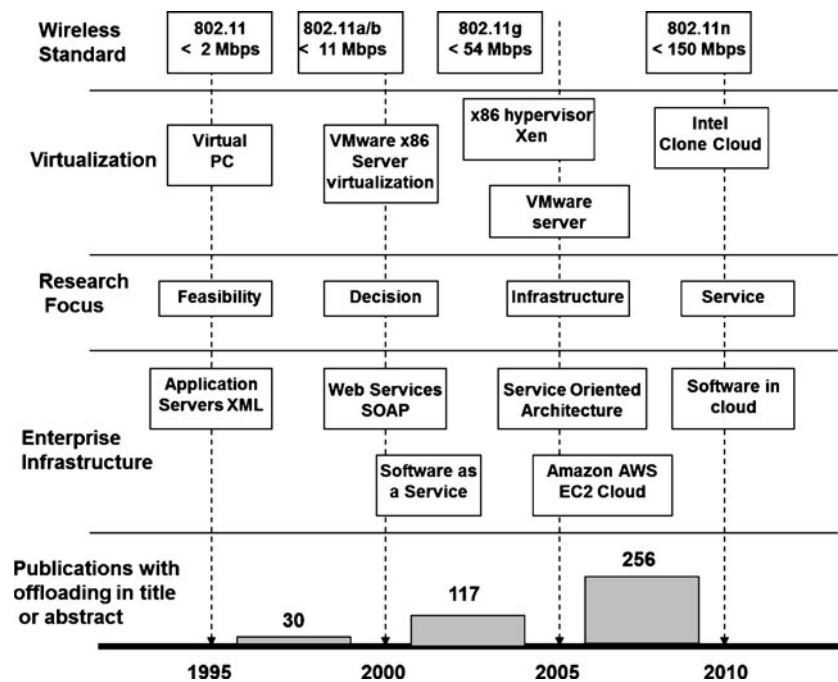 Wireless
Standard
802.11
< 2 Mbps
802.11a/b
< 11 Mbps
802.11g
< 54 Mbps
802.11n
< 150 Mbps
Virtualization
Virtual
PC
VMware x86
Server
virtualization
x86 hypervisor
Xen
VMware
server
Intel
Clone Cloud
Research
Focus
Feasibility
Decision
Infrastructure
Service
Enterprise
Infrastructure
Application
Servers XML
Web Services
SOAP
Software as
a Service
Service Oriented
Architecture
Amazon AWS
EC2 Cloud
Software in
cloud
Publications with
offloading in title
or abstract
30
117
256
1995
2000
2005
2010